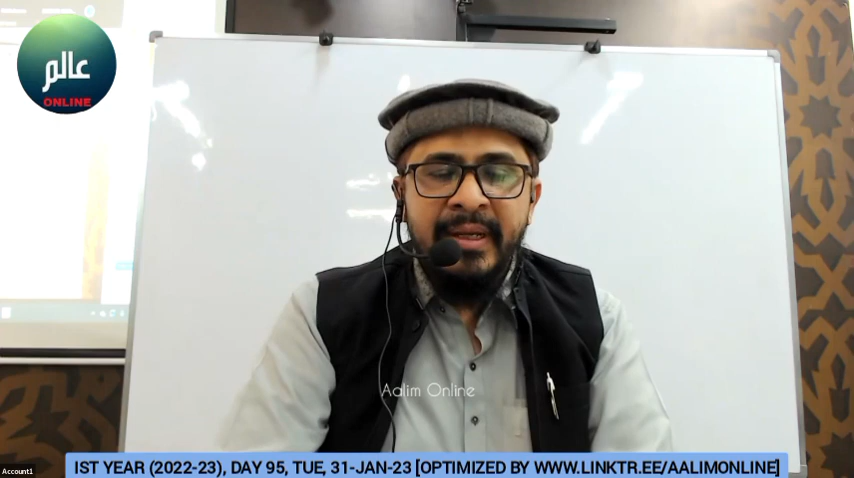 عالم
ONLINE
Aalim Online
Account1
IST YEAR (2022-23), DAY 95, TUE, 31-JAN-23 [OPTIMIZED BY WWW.LINKTR.EE/AALIMONLINE]